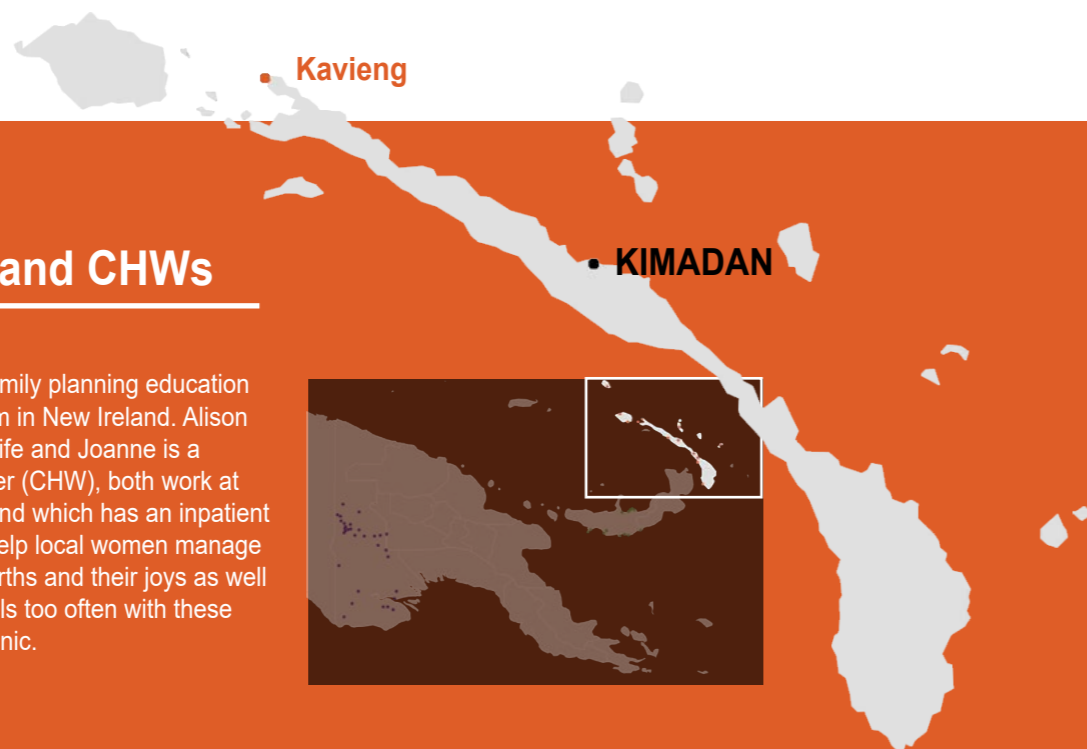 Kavieng
KIMADAN
and CHWs
mily planning education
in New Ireland. Alison
ife and Joanne is a
er (CHW), both work at
nd which has an inpatient
elp local women manage
rths and their joys as well
ls too often with these
nic.